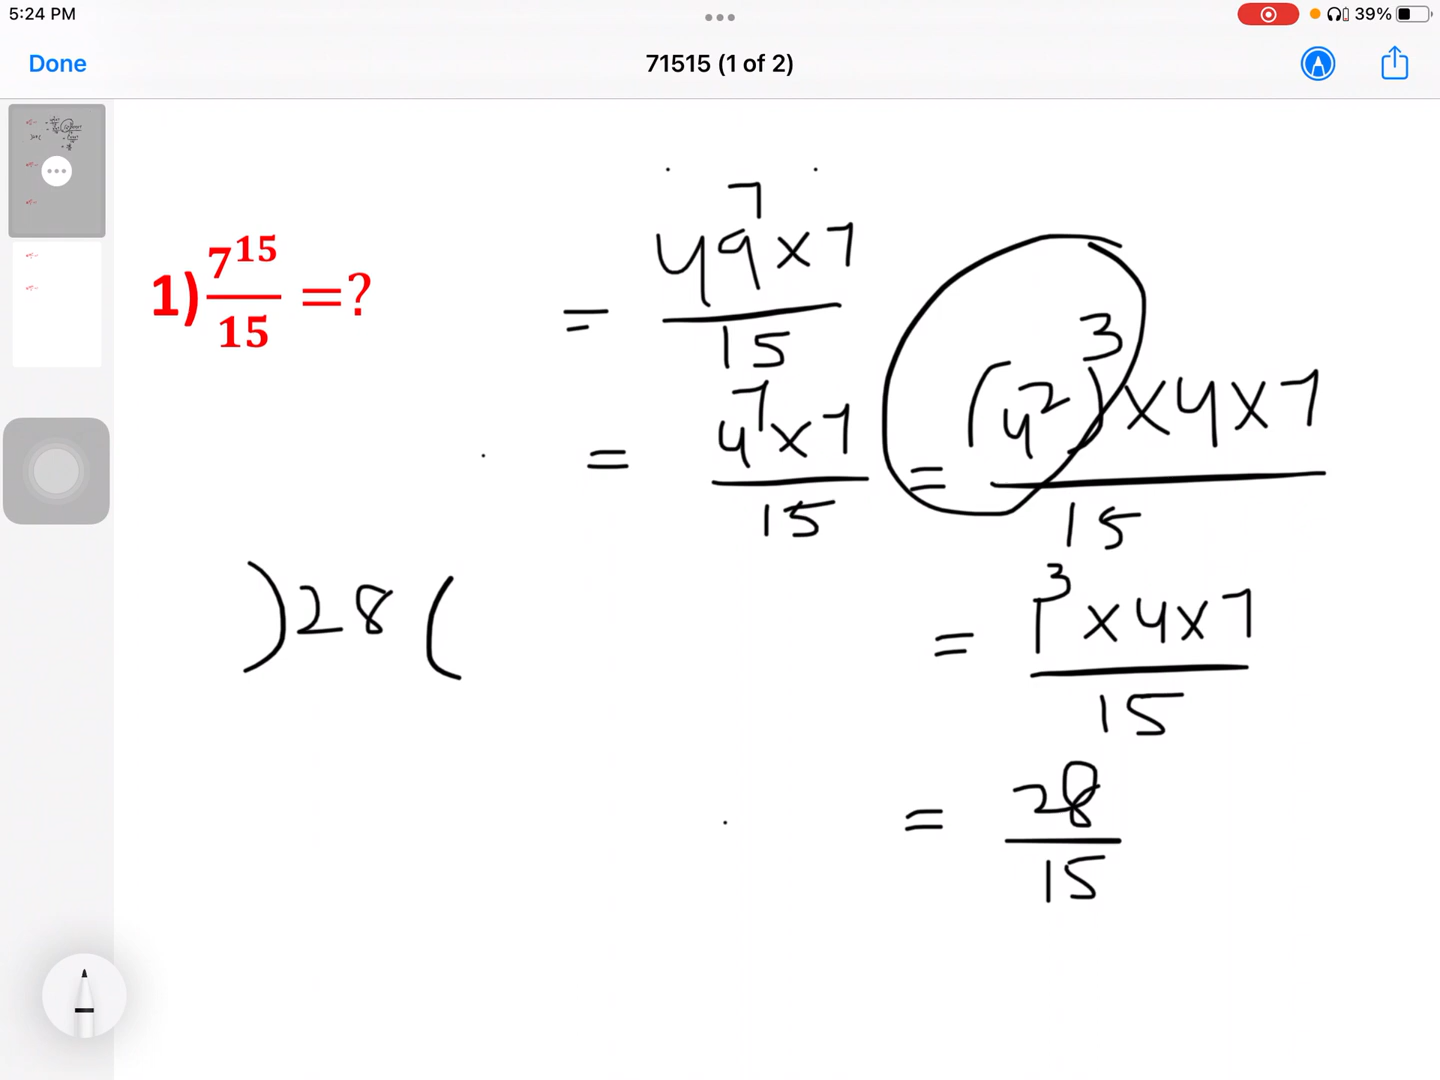 5:24 PM
39%
Done
71515 (1 of 2)
1) 7^15/15 =?
= 49^7×7/15
= 4^7×7/15
= (4^2)^3×4×7/15
)28(
= 1^3×4×7/15
= 28/15